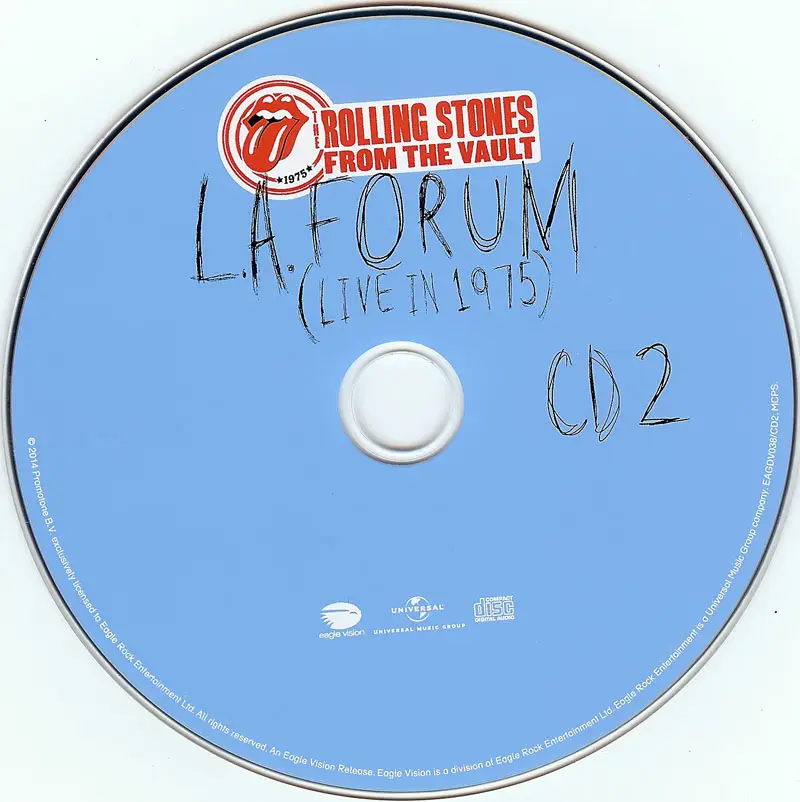 THE ROLLING STONES
FROM THE VAULT
★1975★
L.A. FORUM
(LIVE IN 1975)
CD 2
eagle vision
UNIVERSAL
UNIVERSAL MUSIC GROUP
COMPACT
disc
DIGITAL AUDIO
© 2014 Promotone B.V. exclusively licensed to Eagle Rock Entertainment Ltd. All rights reserved. An Eagle Vision Release. Eagle Vision is a division of Eagle Rock Entertainment Ltd. Eagle Rock Entertainment is a Universal Music Group company. EAGDV038/CD2. MCPS.